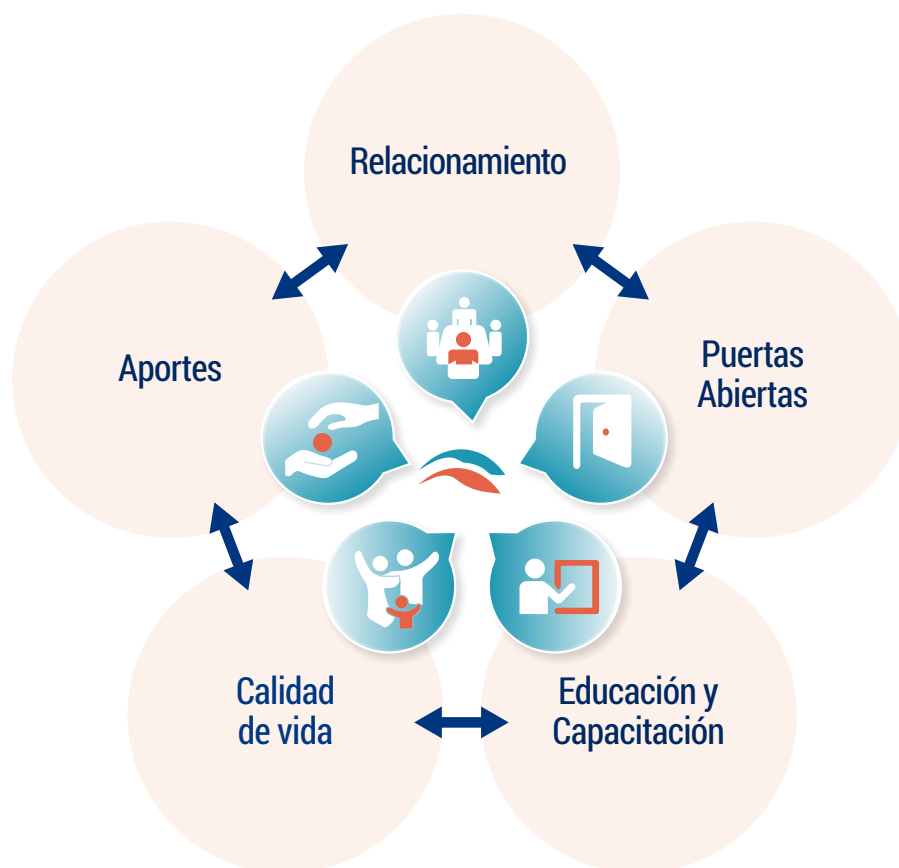 Relacionamiento
Aportes
Puertas
Abiertas
Calidad
de vida
Educación y
Capacitación